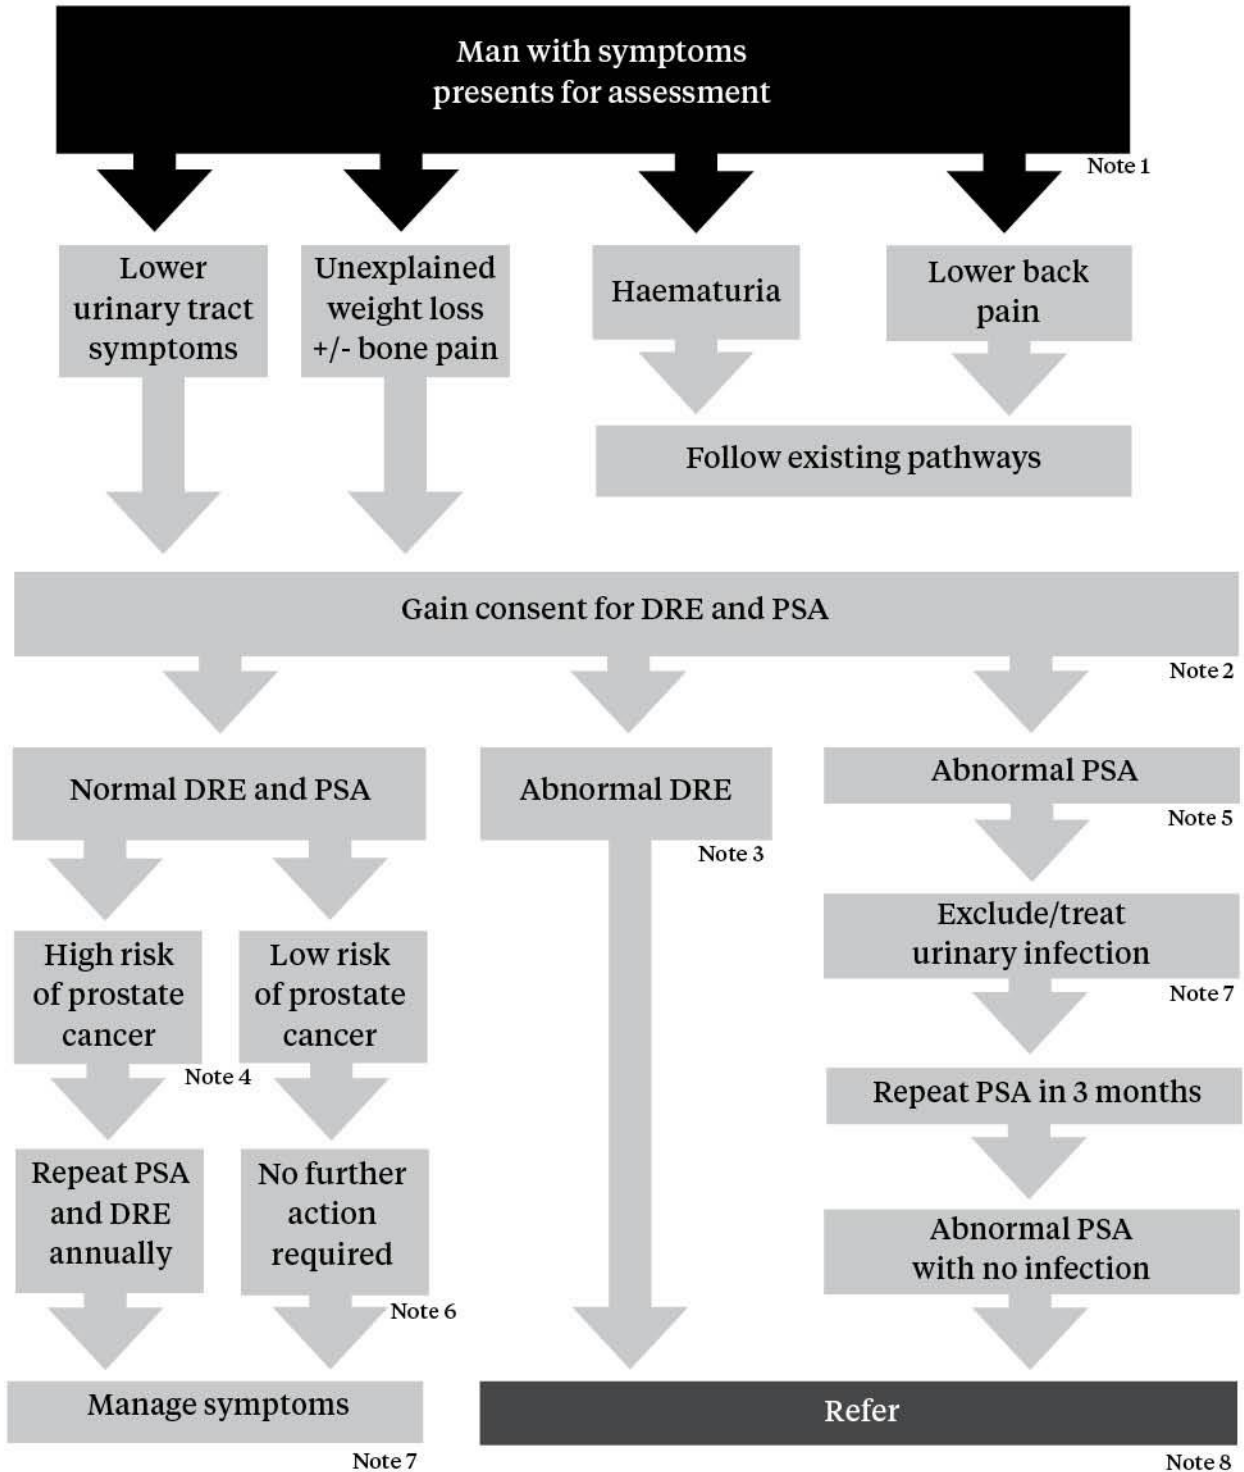 Man with symptoms
presents for assessment
Note 1
Lower
urinary tract
symptoms
Unexplained
weight loss
+/- bone pain
Haematuria
Lower back
pain
Follow existing pathways
Gain consent for DRE and PSA
Note 2
Normal DRE and PSA
Abnormal DRE
Note 3
Abnormal PSA
Note 5
High risk
of prostate
cancer
Note 4
Low risk
of prostate
cancer
Exclude/treat
urinary infection
Note 7
Repeat PSA in 3 months
Repeat PSA
and DRE
annually
No further
action
required
Note 6
Abnormal PSA
with no infection
Manage symptoms
Note 7
Refer
Note 8